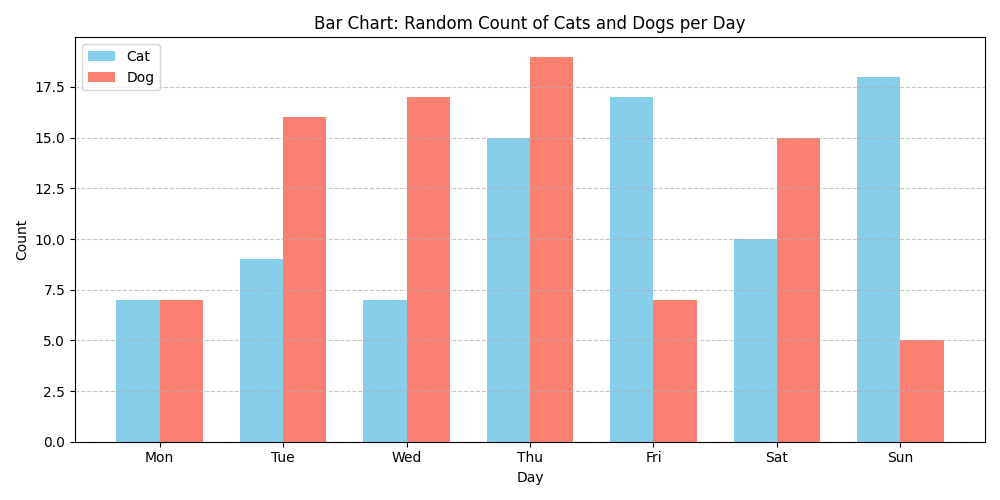 Bar Chart: Random Count of Cats and Dogs per Day
Cat
Dog
17.5
15.0
12.5
10.0
7.5
5.0
2.5
0.0
Count
Mon Tue Wed Thu Fri Sat Sun
Day